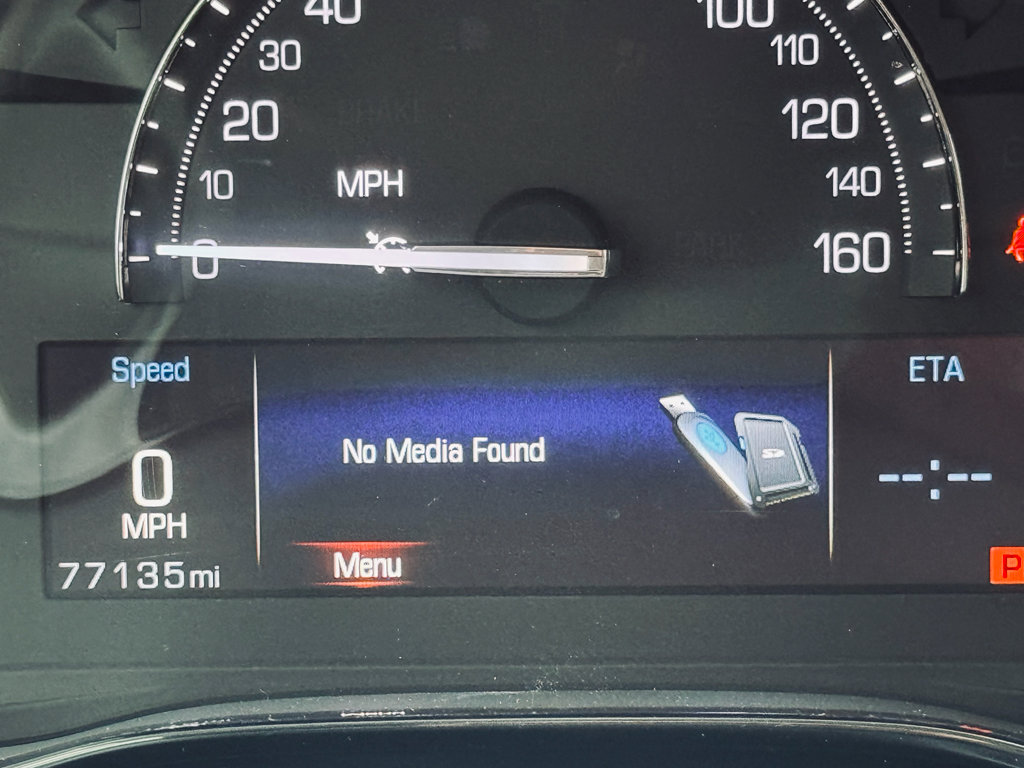 40
100
30
110
20
120
10
MPH
140
0
160
Speed
ETA
No Media Found
SD
0
--:--
MPH
Menu
P
77135mi